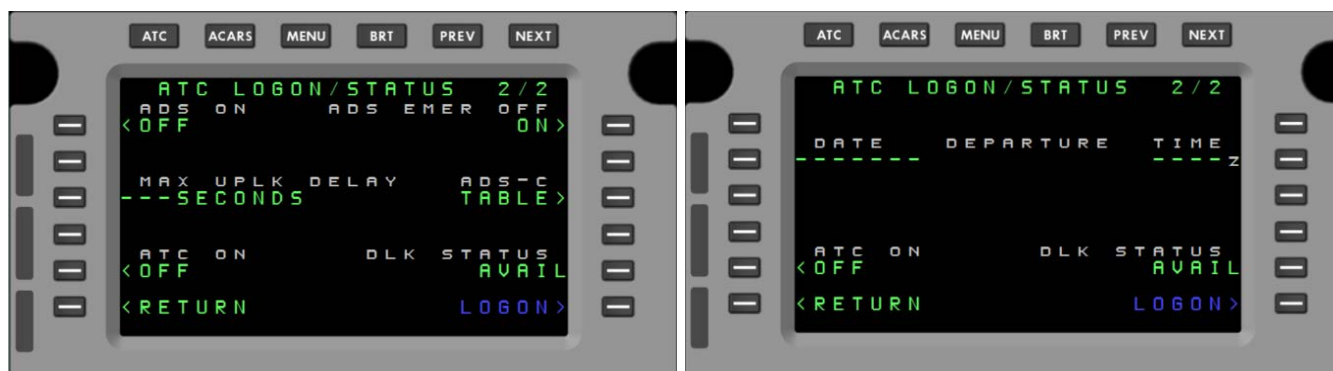 ATC ACARS MENU BRT PREV NEXT
ATC LOGON/STATUS 2/2
ADS ON ADS EMER OFF
<OFF ON>
MAX UPLK DELAY ADS-C
---SECONDS TABLE>
ATC ON DLK STATUS
<OFF AVAIL
<RETURN LOGON>
ATC ACARS MENU BRT PREV NEXT
ATC LOGON/STATUS 2/2
DATE DEPARTURE TIME
------- ----Z
ATC ON DLK STATUS
<OFF AVAIL
<RETURN LOGON>